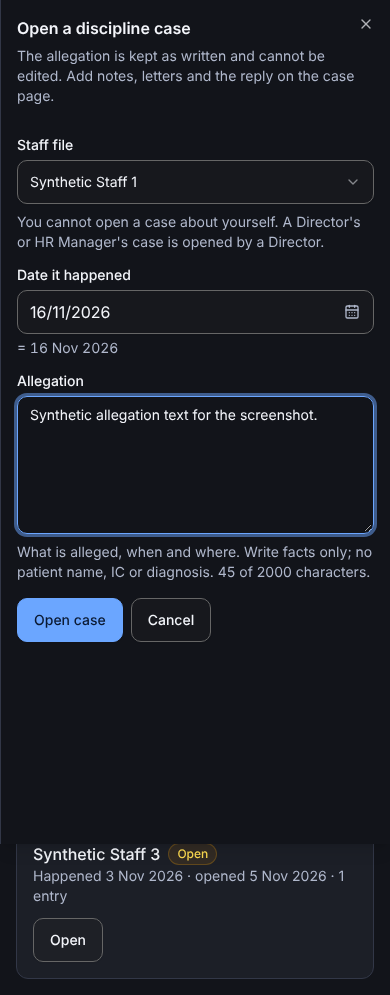 Open a discipline case
The allegation is kept as written and cannot be
edited. Add notes, letters and the reply on the case
page.
Staff file
Synthetic Staff 1
You cannot open a case about yourself. A Director's
or HR Manager's case is opened by a Director.
Date it happened
16/11/2026
= 16 Nov 2026
Allegation
Synthetic allegation text for the screenshot.
What is alleged, when and where. Write facts only; no
patient name, IC or diagnosis. 45 of 2000 characters.
Open case
Cancel
Synthetic Staff 3 Open
Happened 3 Nov 2026 · opened 5 Nov 2026 · 1
entry
Open